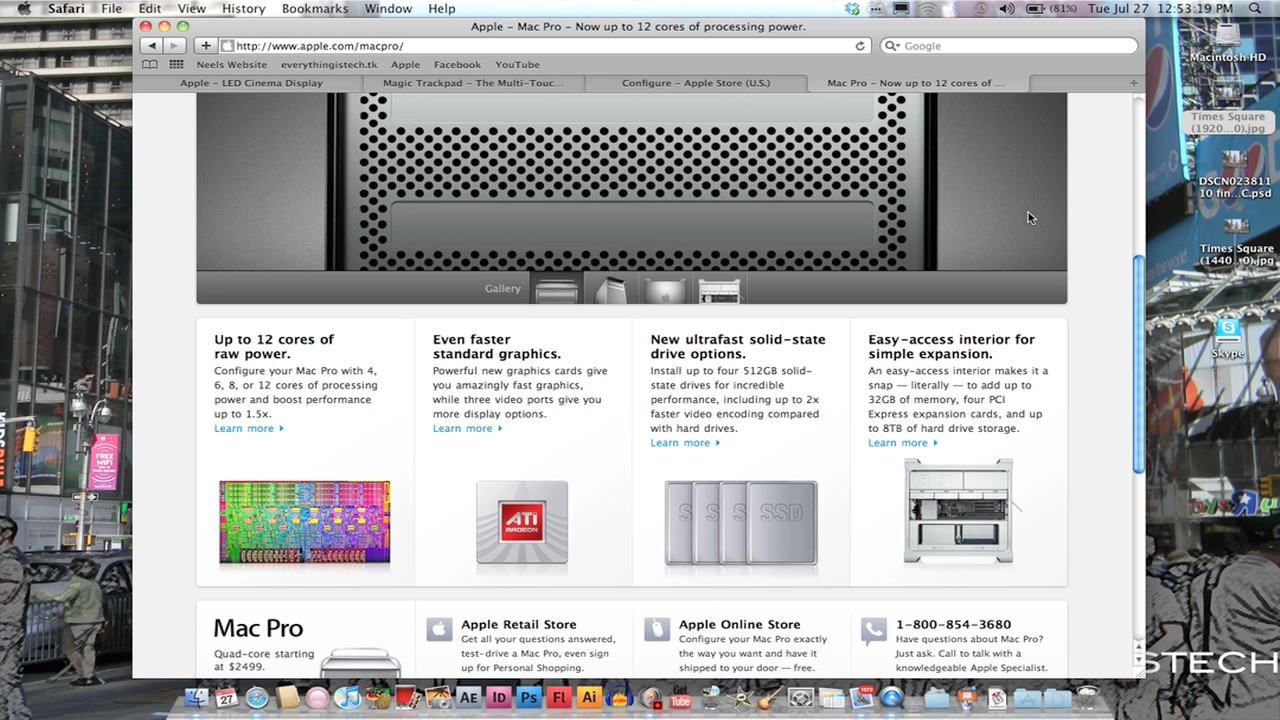 Safari File Edit View History Bookmarks Window Help (81%) Tue Jul 27 12:53:19 PM
Apple – Mac Pro – Now up to 12 cores of processing power.
http://www.apple.com/macpro/ Google
Neels Website everythingistech.tk Apple Facebook YouTube
Apple – LED Cinema Display Magic Trackpad – The Multi-Touc... Configure – Apple Store (U.S.) Mac Pro – Now up to 12 cores of ...
Macintosh HD
Times Square
(1920...0).jpg
DSCN023811
10 fin... C.psd
Times Square
(1440...0).jpg
Skype
Gallery
Up to 12 cores of
raw power.
Configure your Mac Pro with 4,
6, 8, or 12 cores of processing
power and boost performance
up to 1.5x.
Learn more
Even faster
standard graphics.
Powerful new graphics cards give
you amazingly fast graphics,
while three video ports give you
more display options.
Learn more
New ultrafast solid-state
drive options.
Install up to four 512GB solid-
state drives for incredible
performance, including up to 2x
faster video encoding compared
with hard drives.
Learn more
Easy-access interior for
simple expansion.
An easy-access interior makes it a
snap — literally — to add up to
32GB of memory, four PCI
Express expansion cards, and up
to 8TB of hard drive storage.
Learn more
ATI
RADEON
S S S SSD
FREE
WIFI
Mac Pro
Quad-core starting
at $2499.
Apple Retail Store
Get all your questions answered,
test-drive a Mac Pro, even sign
up for Personal Shopping.
Apple Online Store
Configure your Mac Pro exactly
the way you want and have it
shipped to your door — free.
1-800-854-3680
Have questions about Mac Pro?
Just ask. Call to talk with a
knowledgeable Apple Specialist.
STECH
27 AE ID Ps Fl Ai Get
Tube